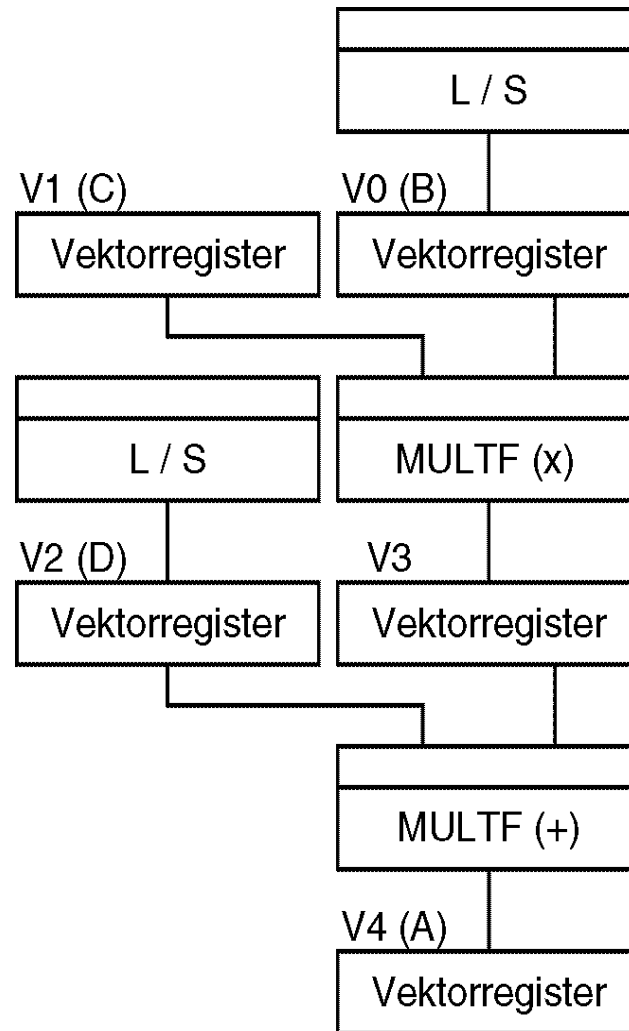 L / S
V1 (C) V0 (B)
Vektorregister Vektorregister
L / S MULTF (x)
V2 (D) V3
Vektorregister Vektorregister
MULTF (+)
V4 (A)
Vektorregister